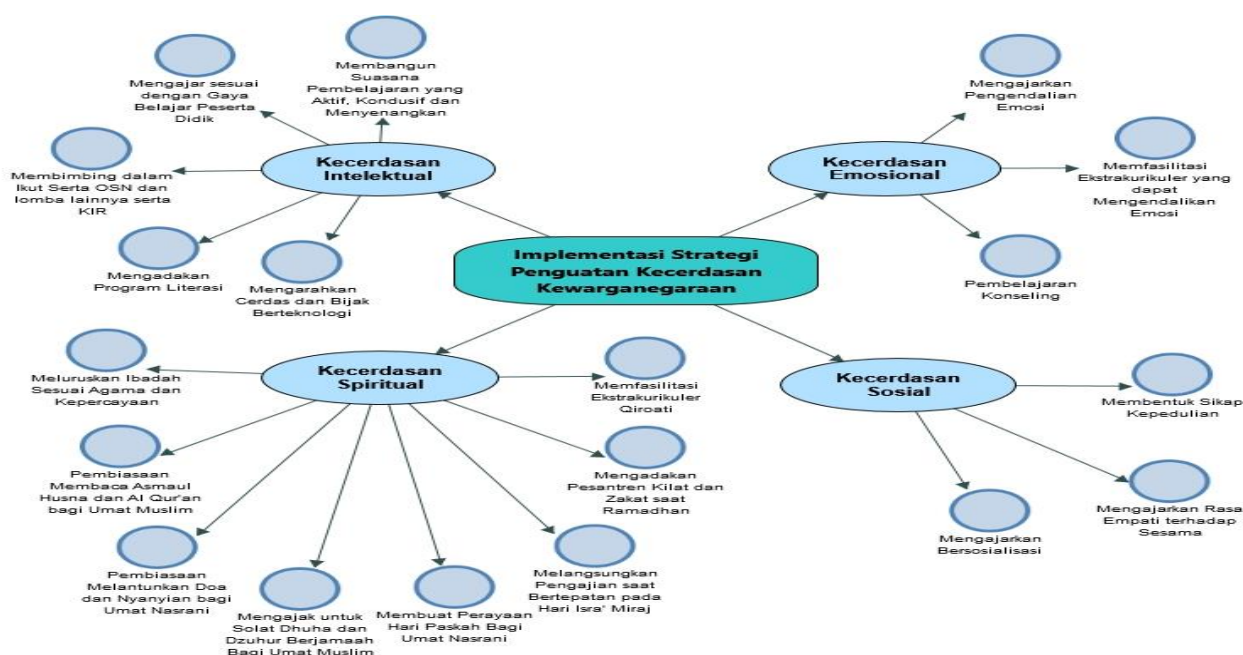 Membangun
Suasana
Pembelajaran yang
Aktif, Kondusif dan
Menyenangkan
Mengajar sesuai
dengan Gaya
Belajar Peserta
Didik
Membimbing dalam
Ikut Serta OSN dan
lomba lainnya serta
KIR
Kecerdasan
Intelektual
Mengadakan
Program Literasi
Mengarahkan
Cerdas dan Bijak
Berteknologi
Mengajarkan
Pengendalian
Emosi
Kecerdasan
Emosional
Memfasilitasi
Ekstrakurikuler yang
dapat
Mengendalikan
Emosi
Pembelajaran
Konseling
Implementasi Strategi
Penguatan Kecerdasan
Kewarganegaraan
Kecerdasan
Spiritual
Meluruskan Ibadah
Sesuai Agama dan
Kepercayaan
Memfasilitasi
Ekstrakurikuler
Qiroati
Pembiasaan
Membaca Asmaul
Husna dan Al Qur'an
bagi Umat Muslim
Mengadakan
Pesantren Kilat dan
Zakat saat
Ramadhan
Pembiasaan
Melantunkan Doa
dan Nyanyian bagi
Umat Nasrani
Mengajak untuk
Solat Dhuha dan
Dzuhur Berjamaah
Bagi Umat Muslim
Membuat Perayaan
Hari Paskah Bagi
Umat Nasrani
Melangsungkan
Pengajian saat
Bertepatan pada
Hari Isra' Miraj
Kecerdasan
Sosial
Membentuk Sikap
Kepedulian
Mengajarkan
Bersosialisasi
Mengajarkan Rasa
Empati terhadap
Sesama